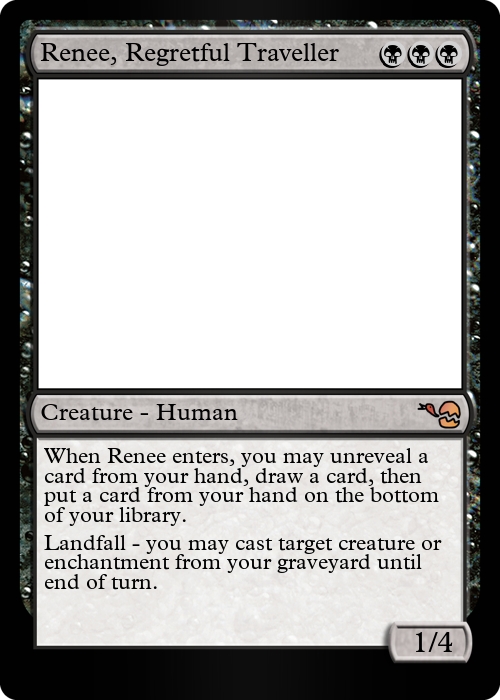 Renee, Regretful Traveller
Creature - Human
When Renee enters, you may unreveal a
card from your hand, draw a card, then
put a card from your hand on the bottom
of your library.
Landfall - you may cast target creature or
enchantment from your graveyard until
end of turn.
1/4